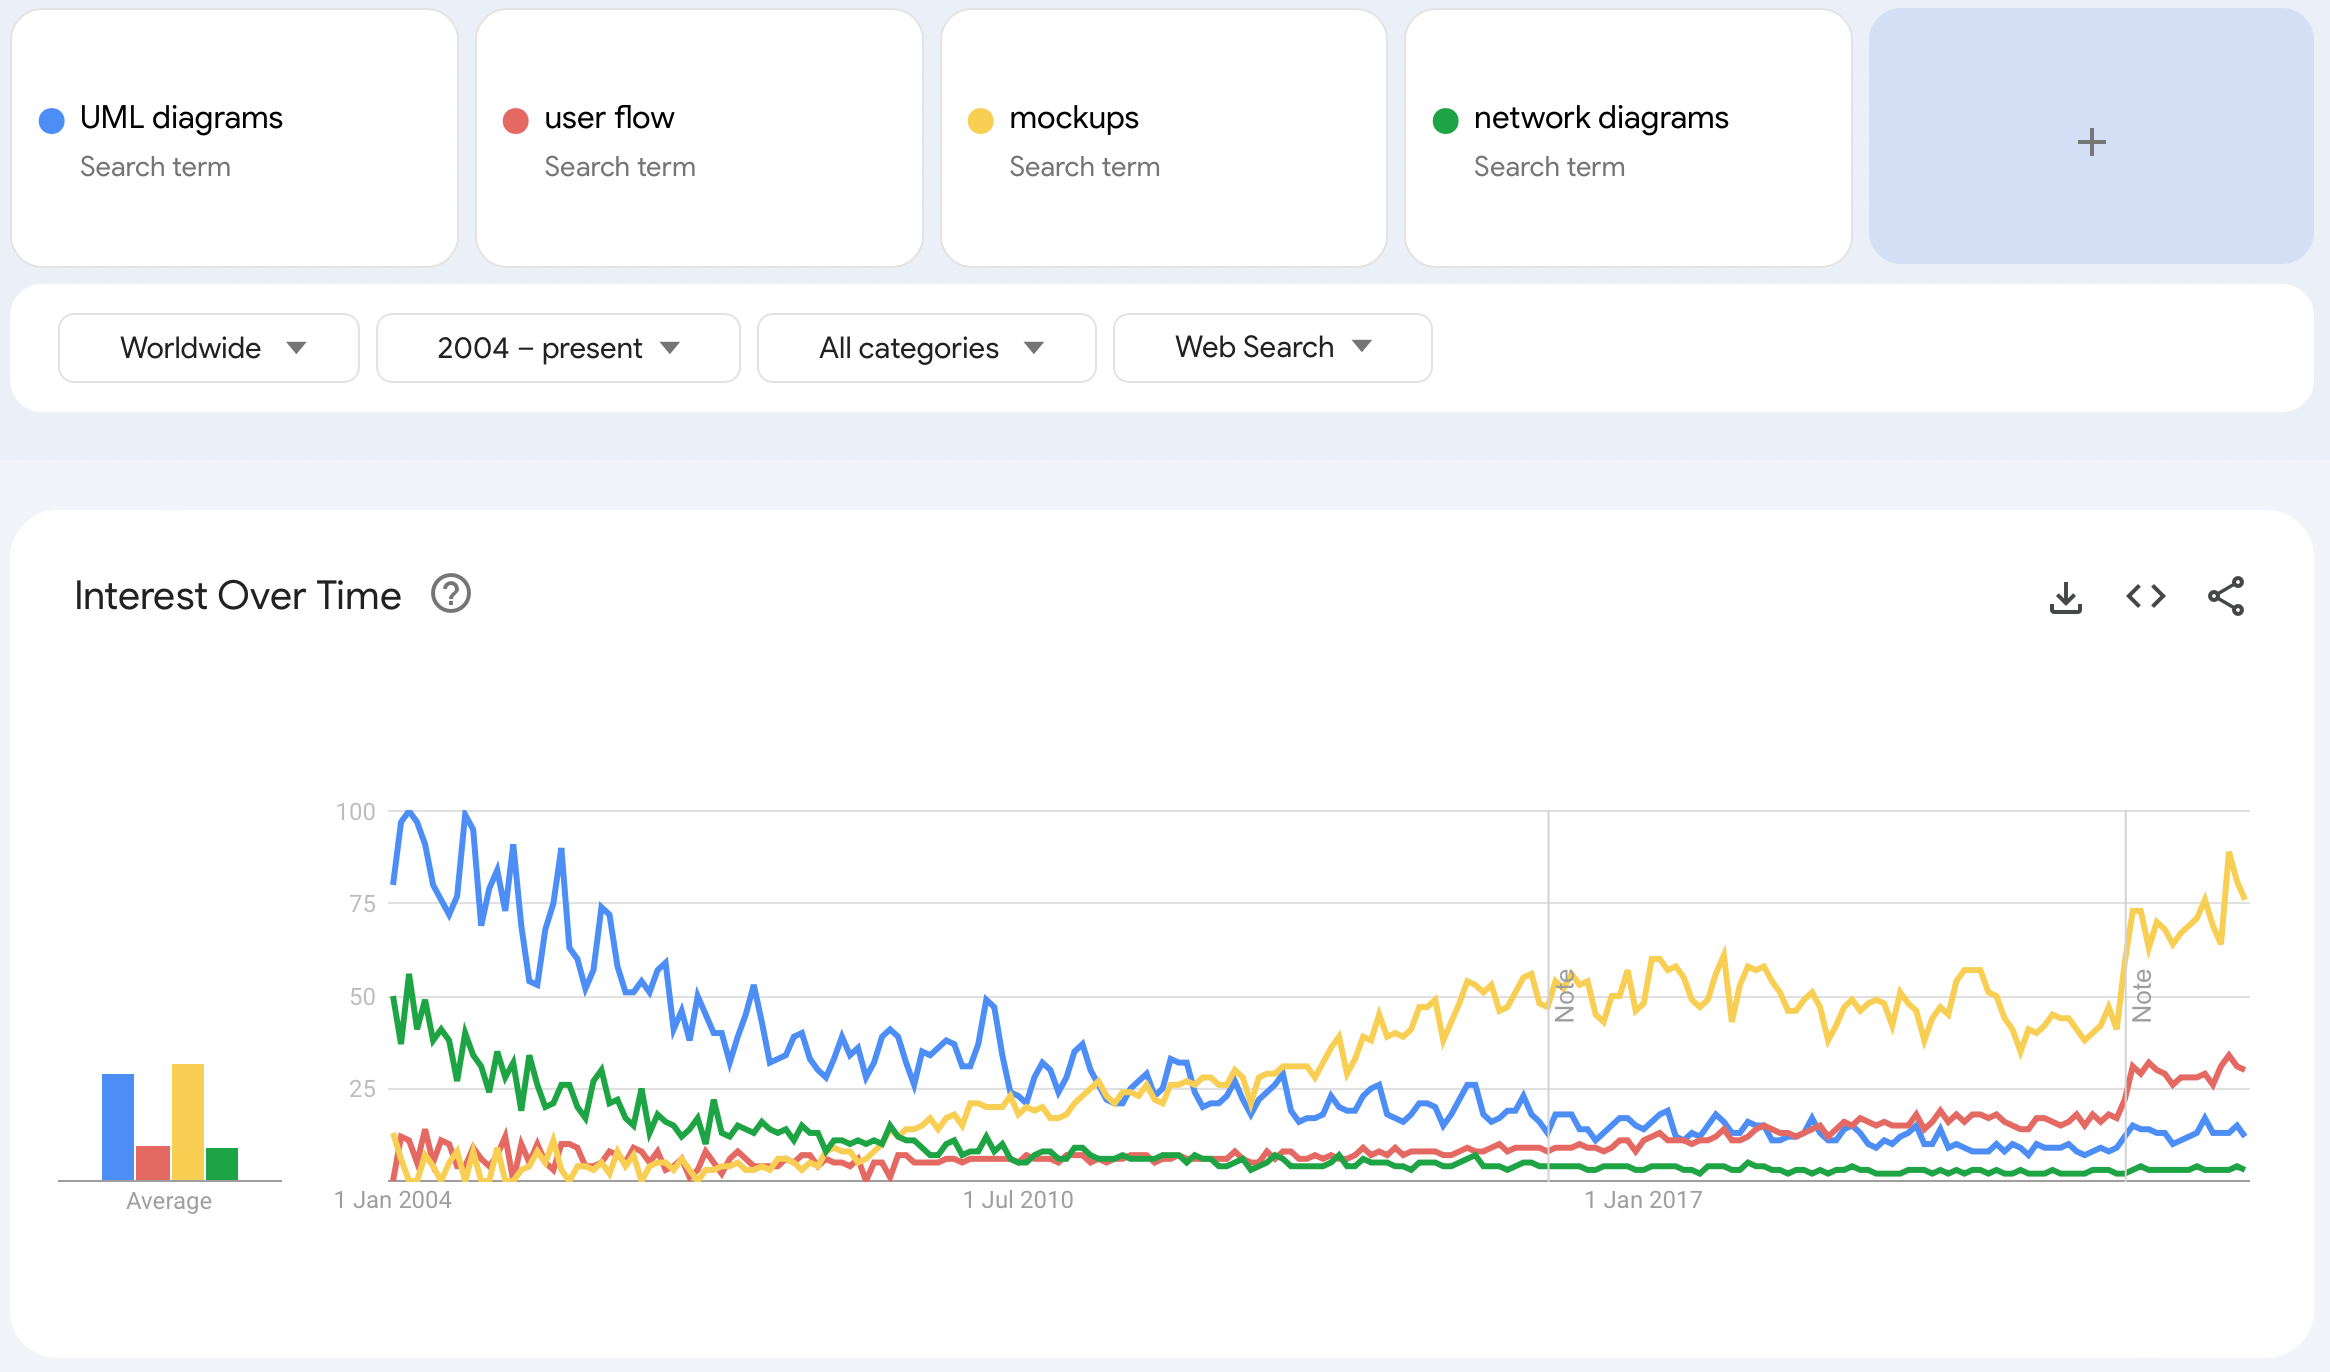 UML diagrams
Search term
user flow
Search term
mockups
Search term
network diagrams
Search term
+
Worldwide
2004 – present
All categories
Web Search
Interest Over Time
?
100
75
50
25
Note
Note
Average
1 Jan 2004
1 Jul 2010
1 Jan 2017